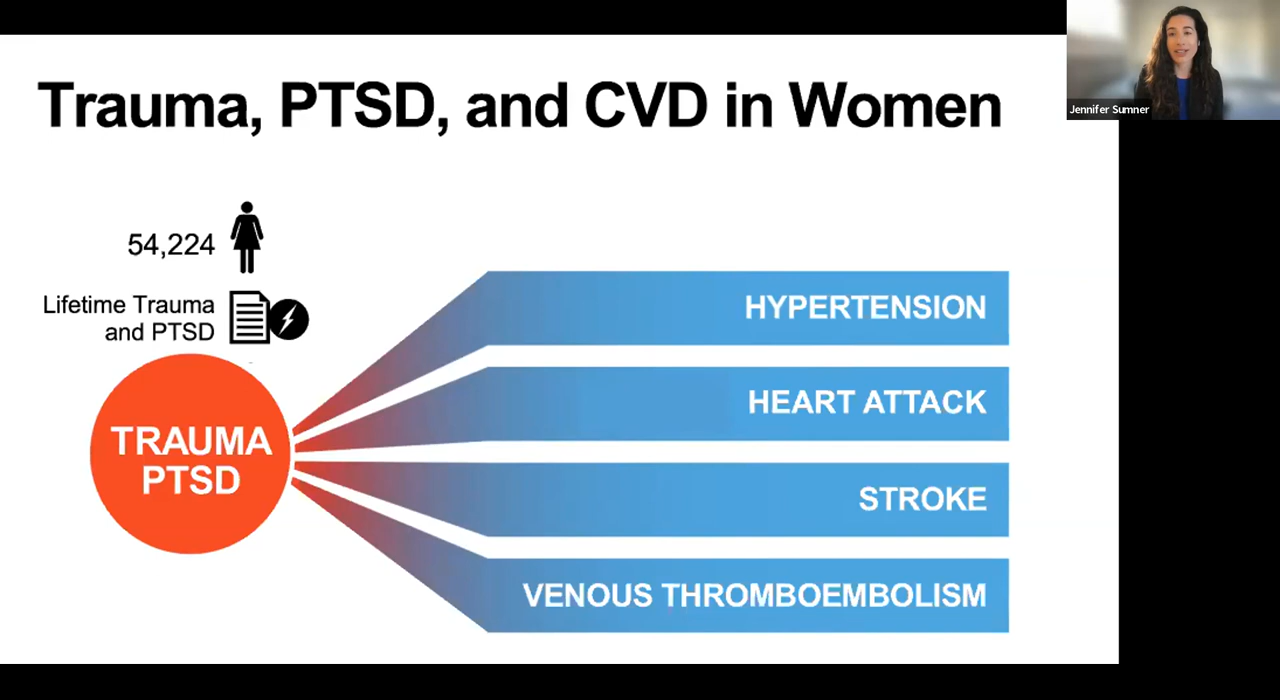 Trauma, PTSD, and CVD in Women
Jennifer Sumner
54,224
Lifetime Trauma
and PTSD
TRAUMA
PTSD
HYPERTENSION
HEART ATTACK
STROKE
VENOUS THROMBOEMBOLISM